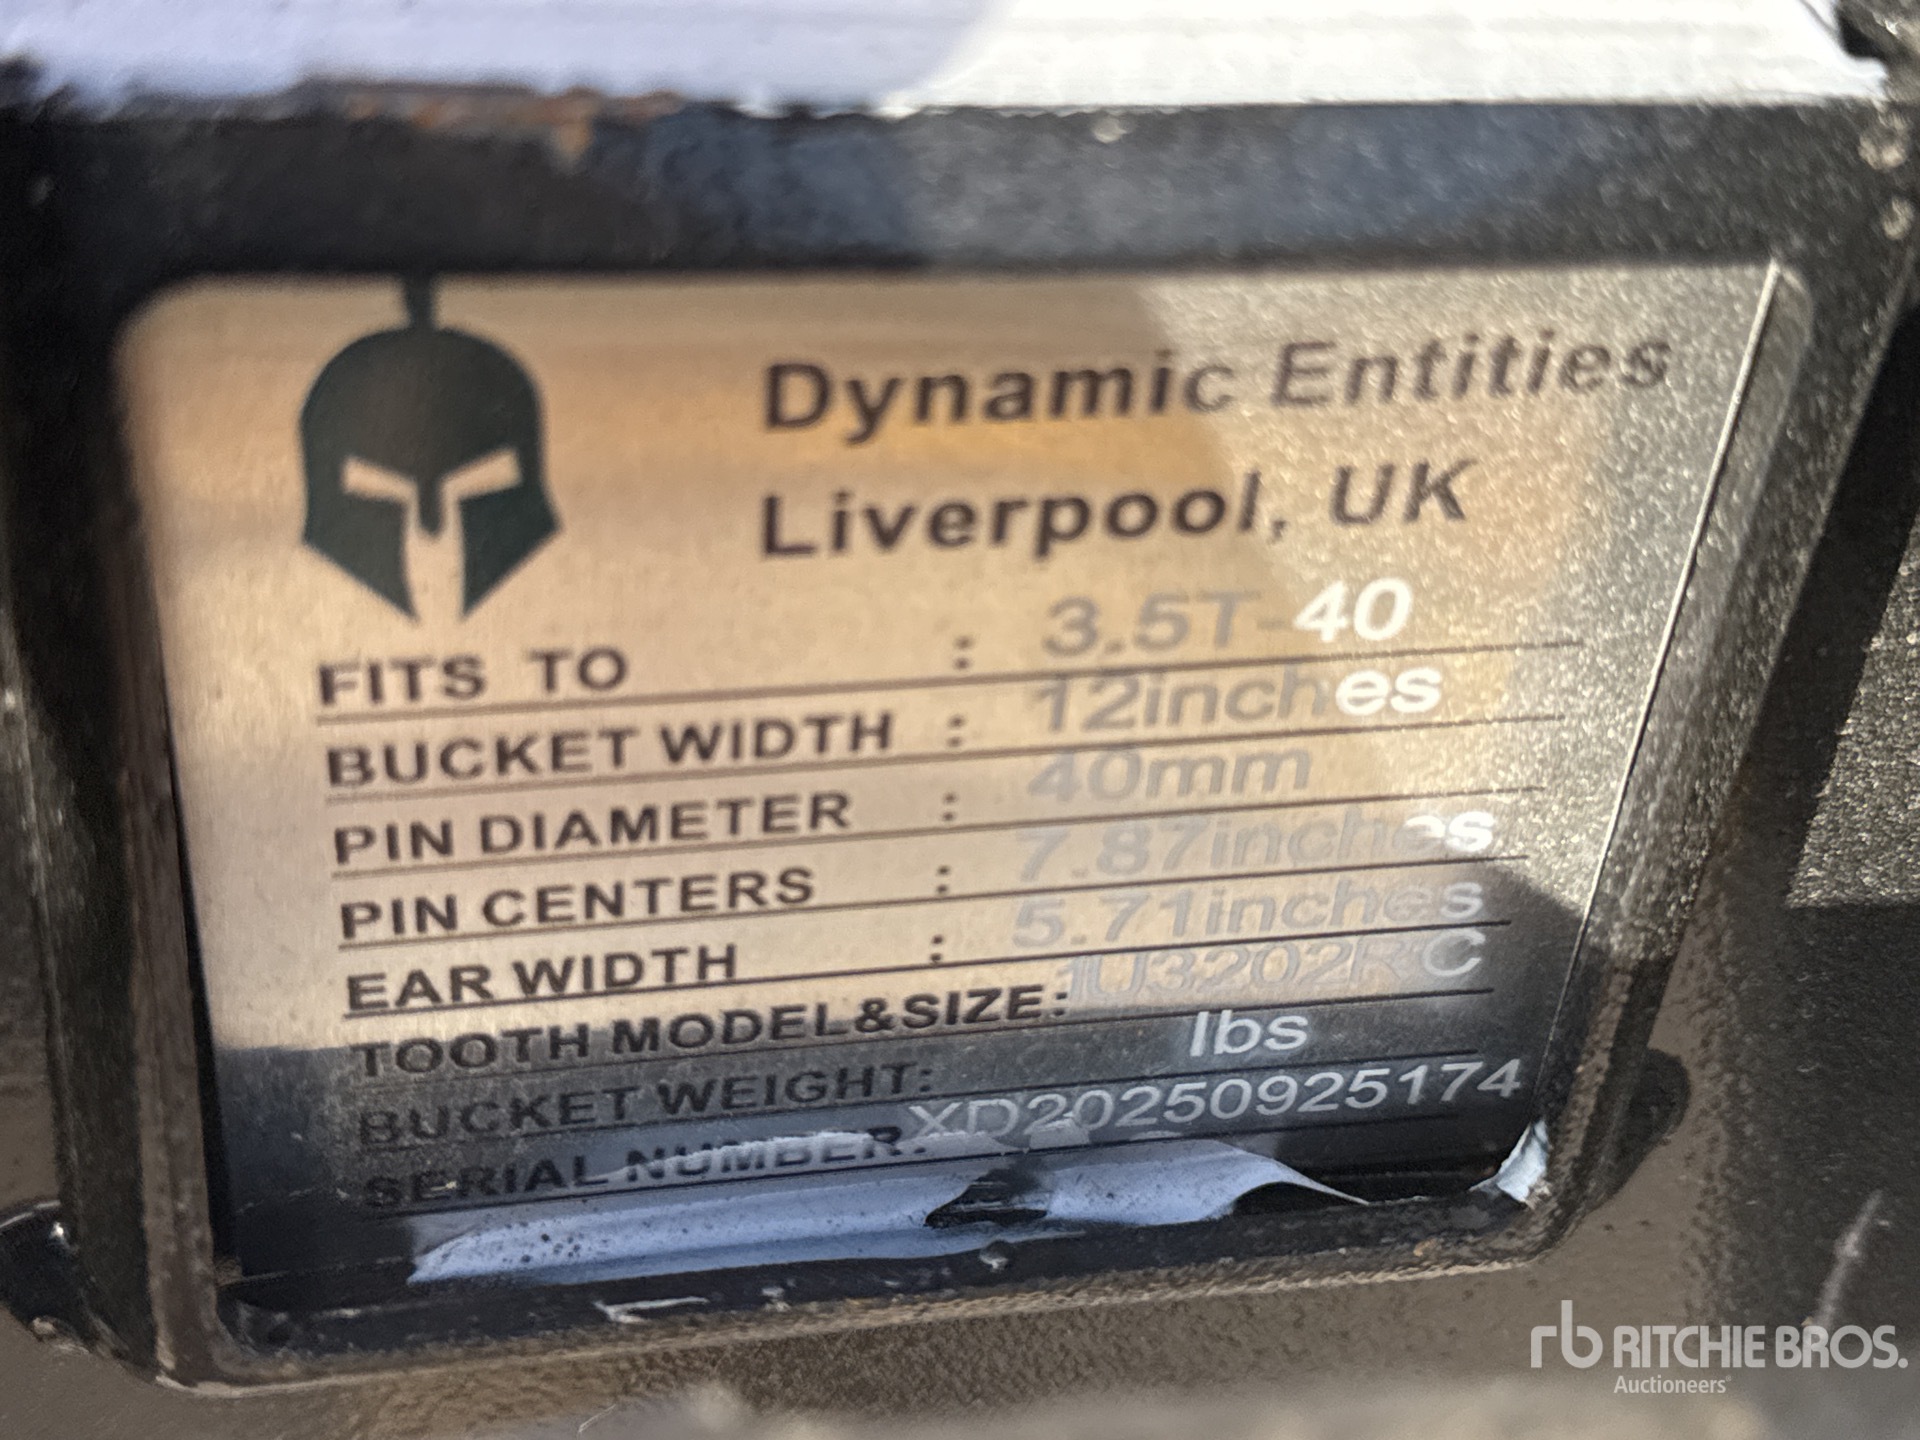 Dynamic Entities
Liverpool, UK
FITS TO : 3.5T-40
BUCKET WIDTH : 12inches
PIN DIAMETER : 40mm
PIN CENTERS : 7.87inches
EAR WIDTH : 5.71inches
TOOTH MODEL&SIZE: 1U3202RC
BUCKET WEIGHT: lbs
SERIAL NUMBER: XD20250925174
rb RITCHIE BROS.
Auctioneers